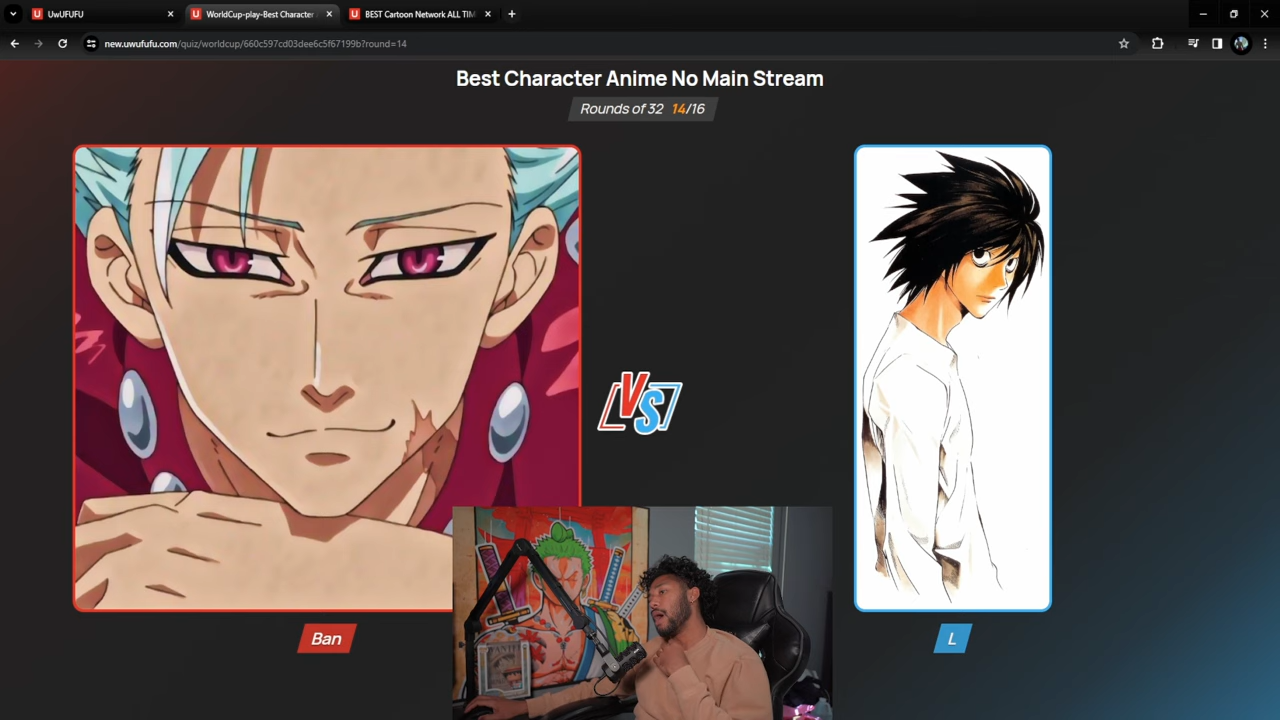 UwUFUFU
WorldCup-play-Best Character
BEST Cartoon Network ALL TIM
new.uwufufu.com/quiz/worldcup/660c597cd03dee6c5f67199b?round=14
Best Character Anime No Main Stream
Rounds of 32 14/16
VS
Ban
L